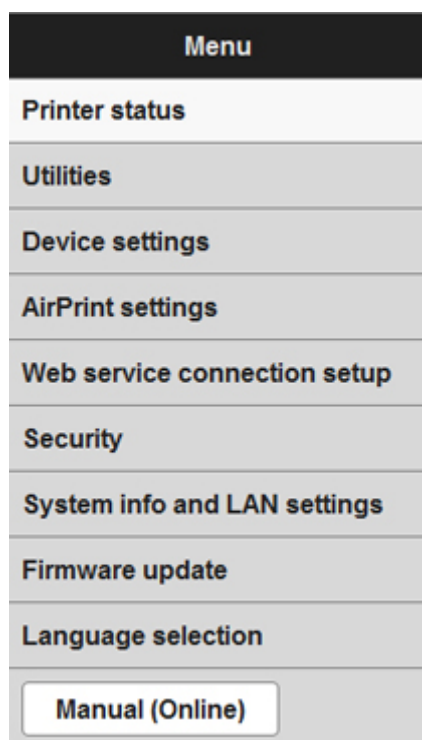 Menu
Printer status
Utilities
Device settings
AirPrint settings
Web service connection setup
Security
System info and LAN settings
Firmware update
Language selection
Manual (Online)